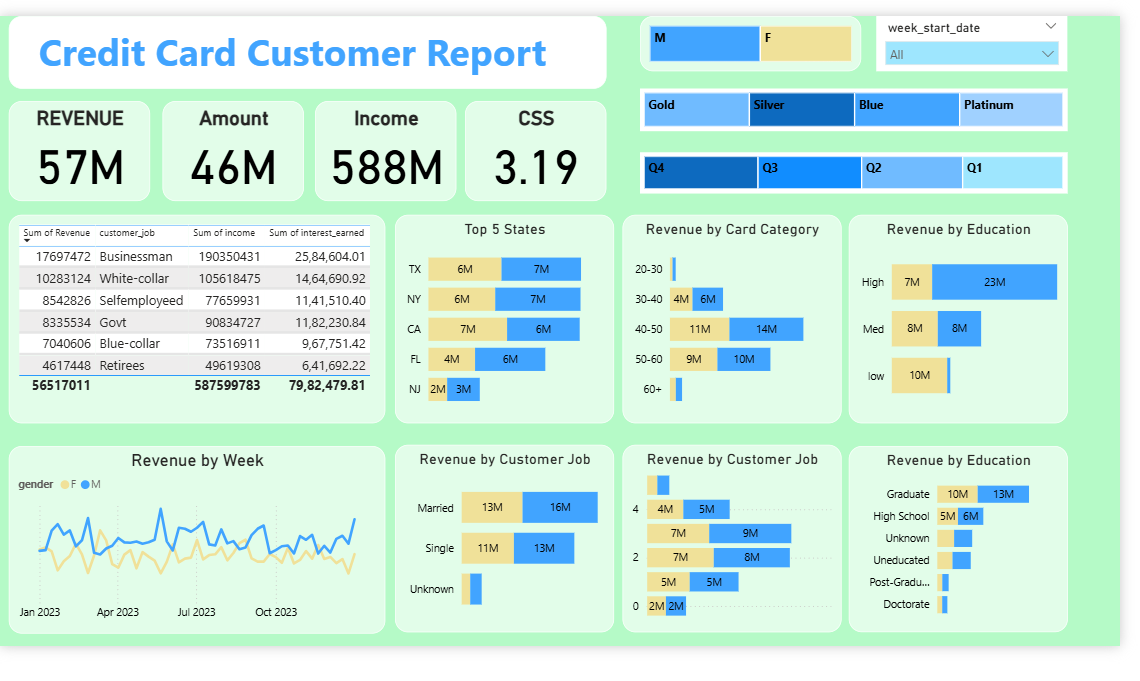 Credit Card Customer Report
M F
week_start_date
All
Gold Silver Blue Platinum
Q4 Q3 Q2 Q1
REVENUE
57M
Amount
46M
Income
588M
CSS
3.19
Sum of Revenue customer_job Sum of income Sum of interest_earned
17697472 Businessman 190350431 25,84,604.01
10283124 White-collar 105618475 14,64,690.92
8542826 Selfemployeed 77659931 11,41,510.40
8335534 Govt 90834727 11,82,230.84
7040606 Blue-collar 73516911 9,67,751.42
4617448 Retirees 49619308 6,41,692.22
56517011 587599783 79,82,479.81
Top 5 States
TX 6M 7M
NY 6M 7M
CA 7M 6M
FL 4M 6M
NJ 2M 3M
Revenue by Card Category
20-30
30-40 4M 6M
40-50 11M 14M
50-60 9M 10M
60+
Revenue by Education
High 7M 23M
Med 8M 8M
low 10M
Revenue by Week
gender F M
Jan 2023 Apr 2023 Jul 2023 Oct 2023
Revenue by Customer Job
Married 13M 16M
Single 11M 13M
Unknown
Revenue by Customer Job
4 4M 5M
7M 9M
2 7M 8M
5M 5M
0 2M 2M
Revenue by Education
Graduate 10M 13M
High School 5M 6M
Unknown
Uneducated
Post-Gradu...
Doctorate